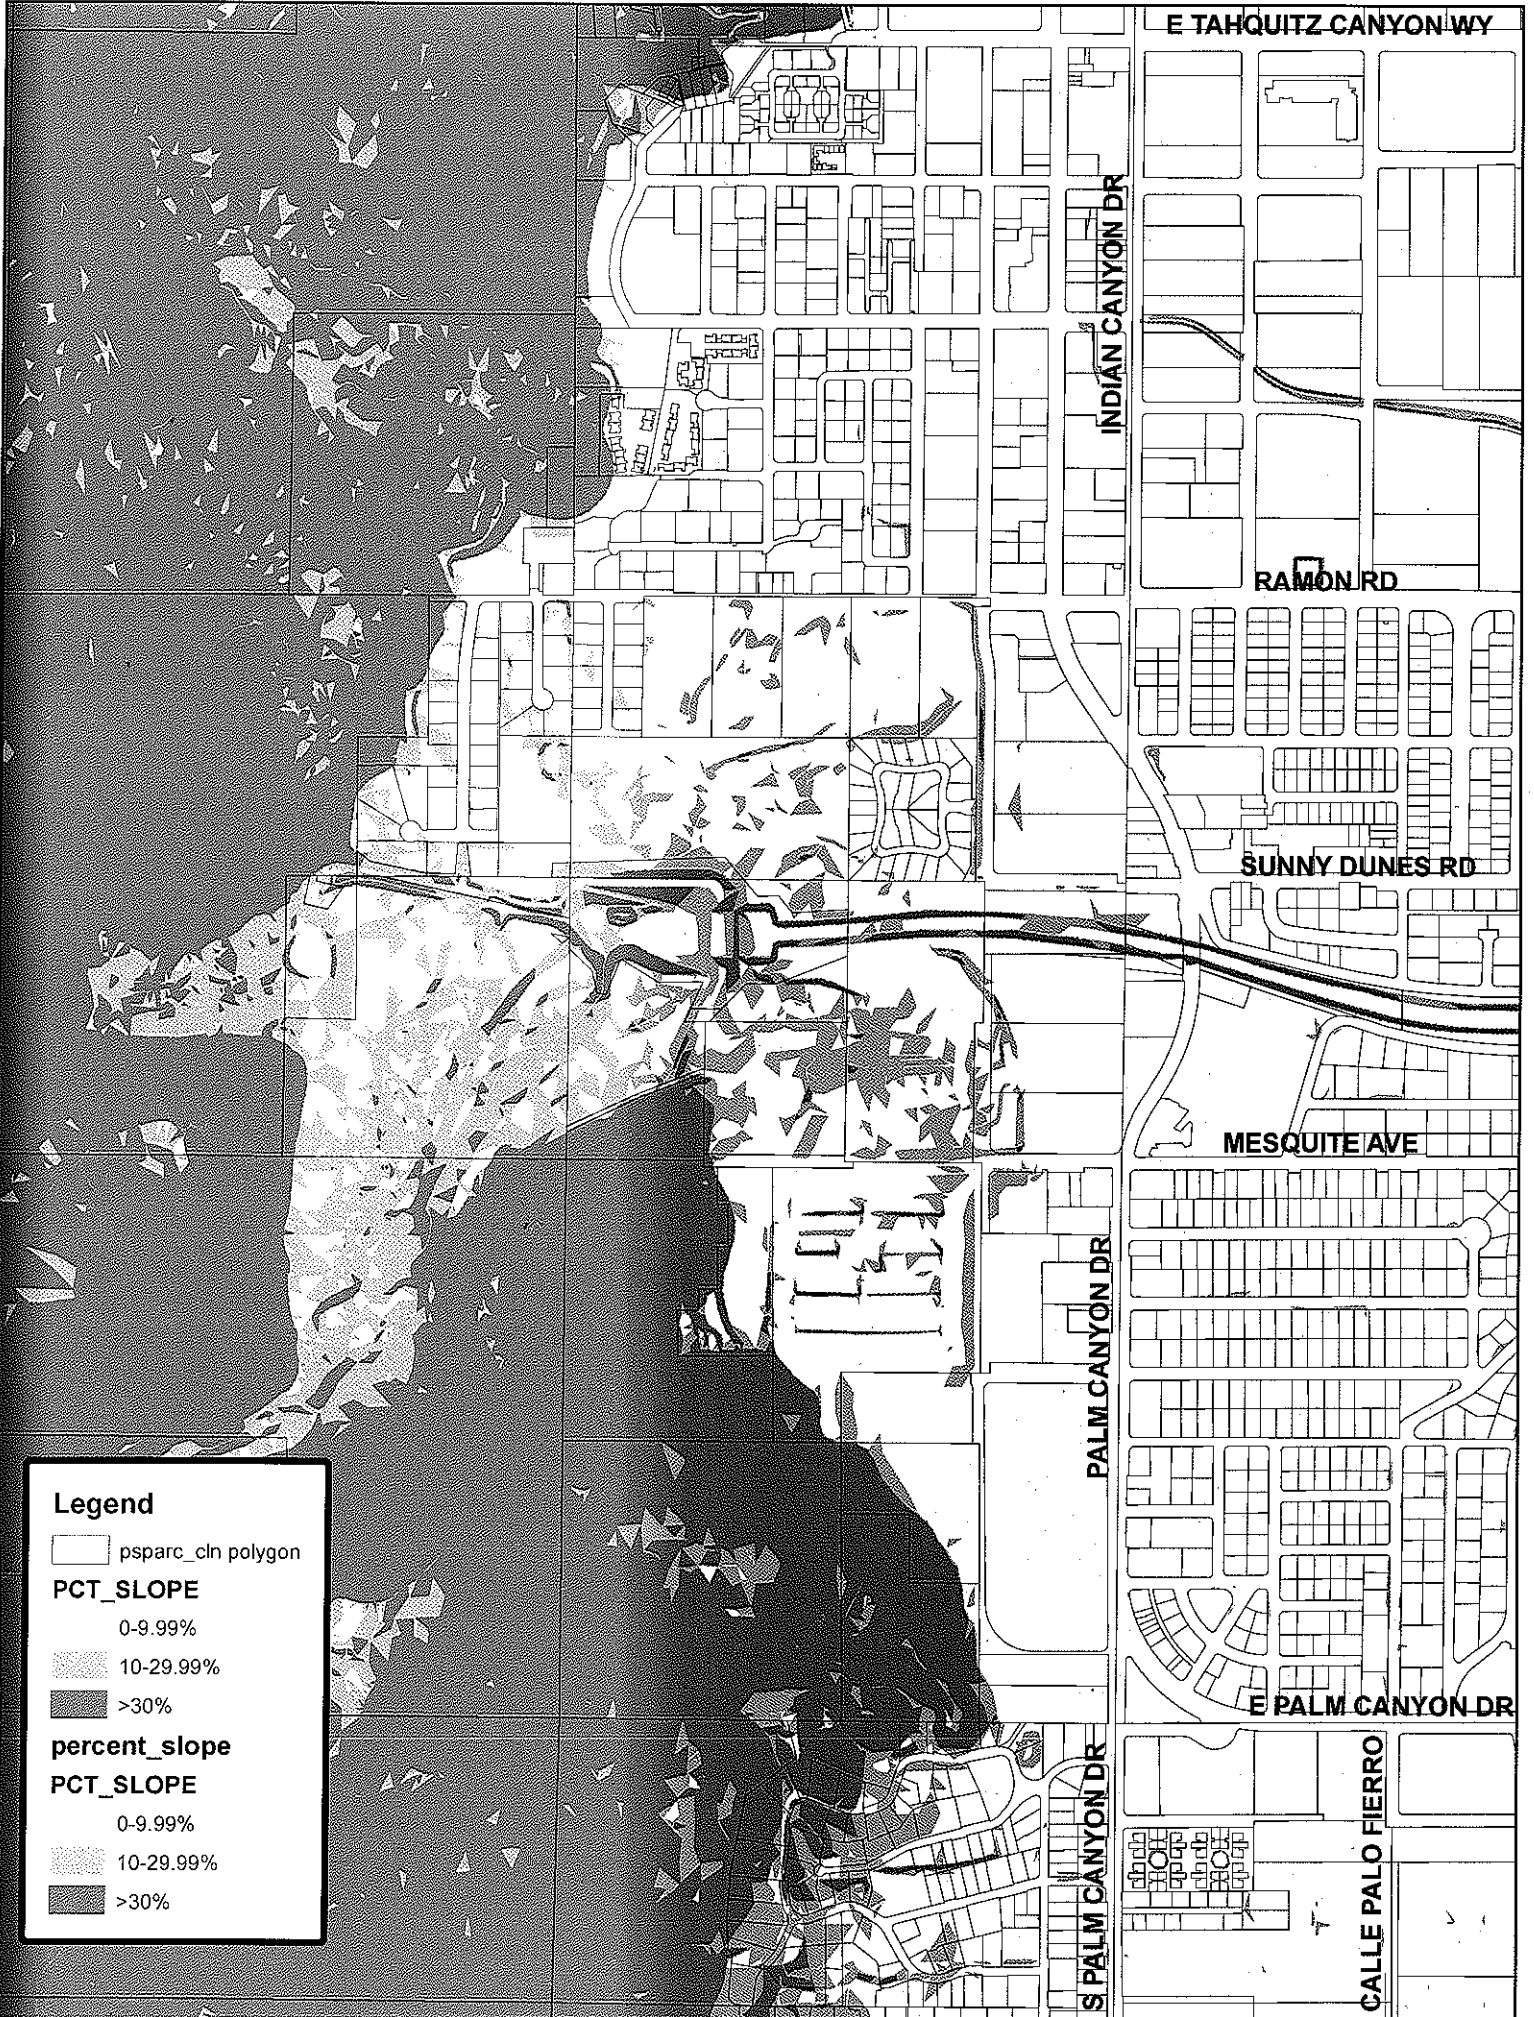 E TAHQUITZ CANYON WY
INDIAN CANYON DR
RAMON RD
SUNNY DUNES RD
MESQUITE AVE
PALM CANYON DR
E PALM CANYON DR
S PALM CANYON DR
CALLE PALO FIERRO
Legend
psparc_cln polygon
PCT_SLOPE
0-9.99%
10-29.99%
>30%
percent_slope
PCT_SLOPE
0-9.99%
10-29.99%
>30%